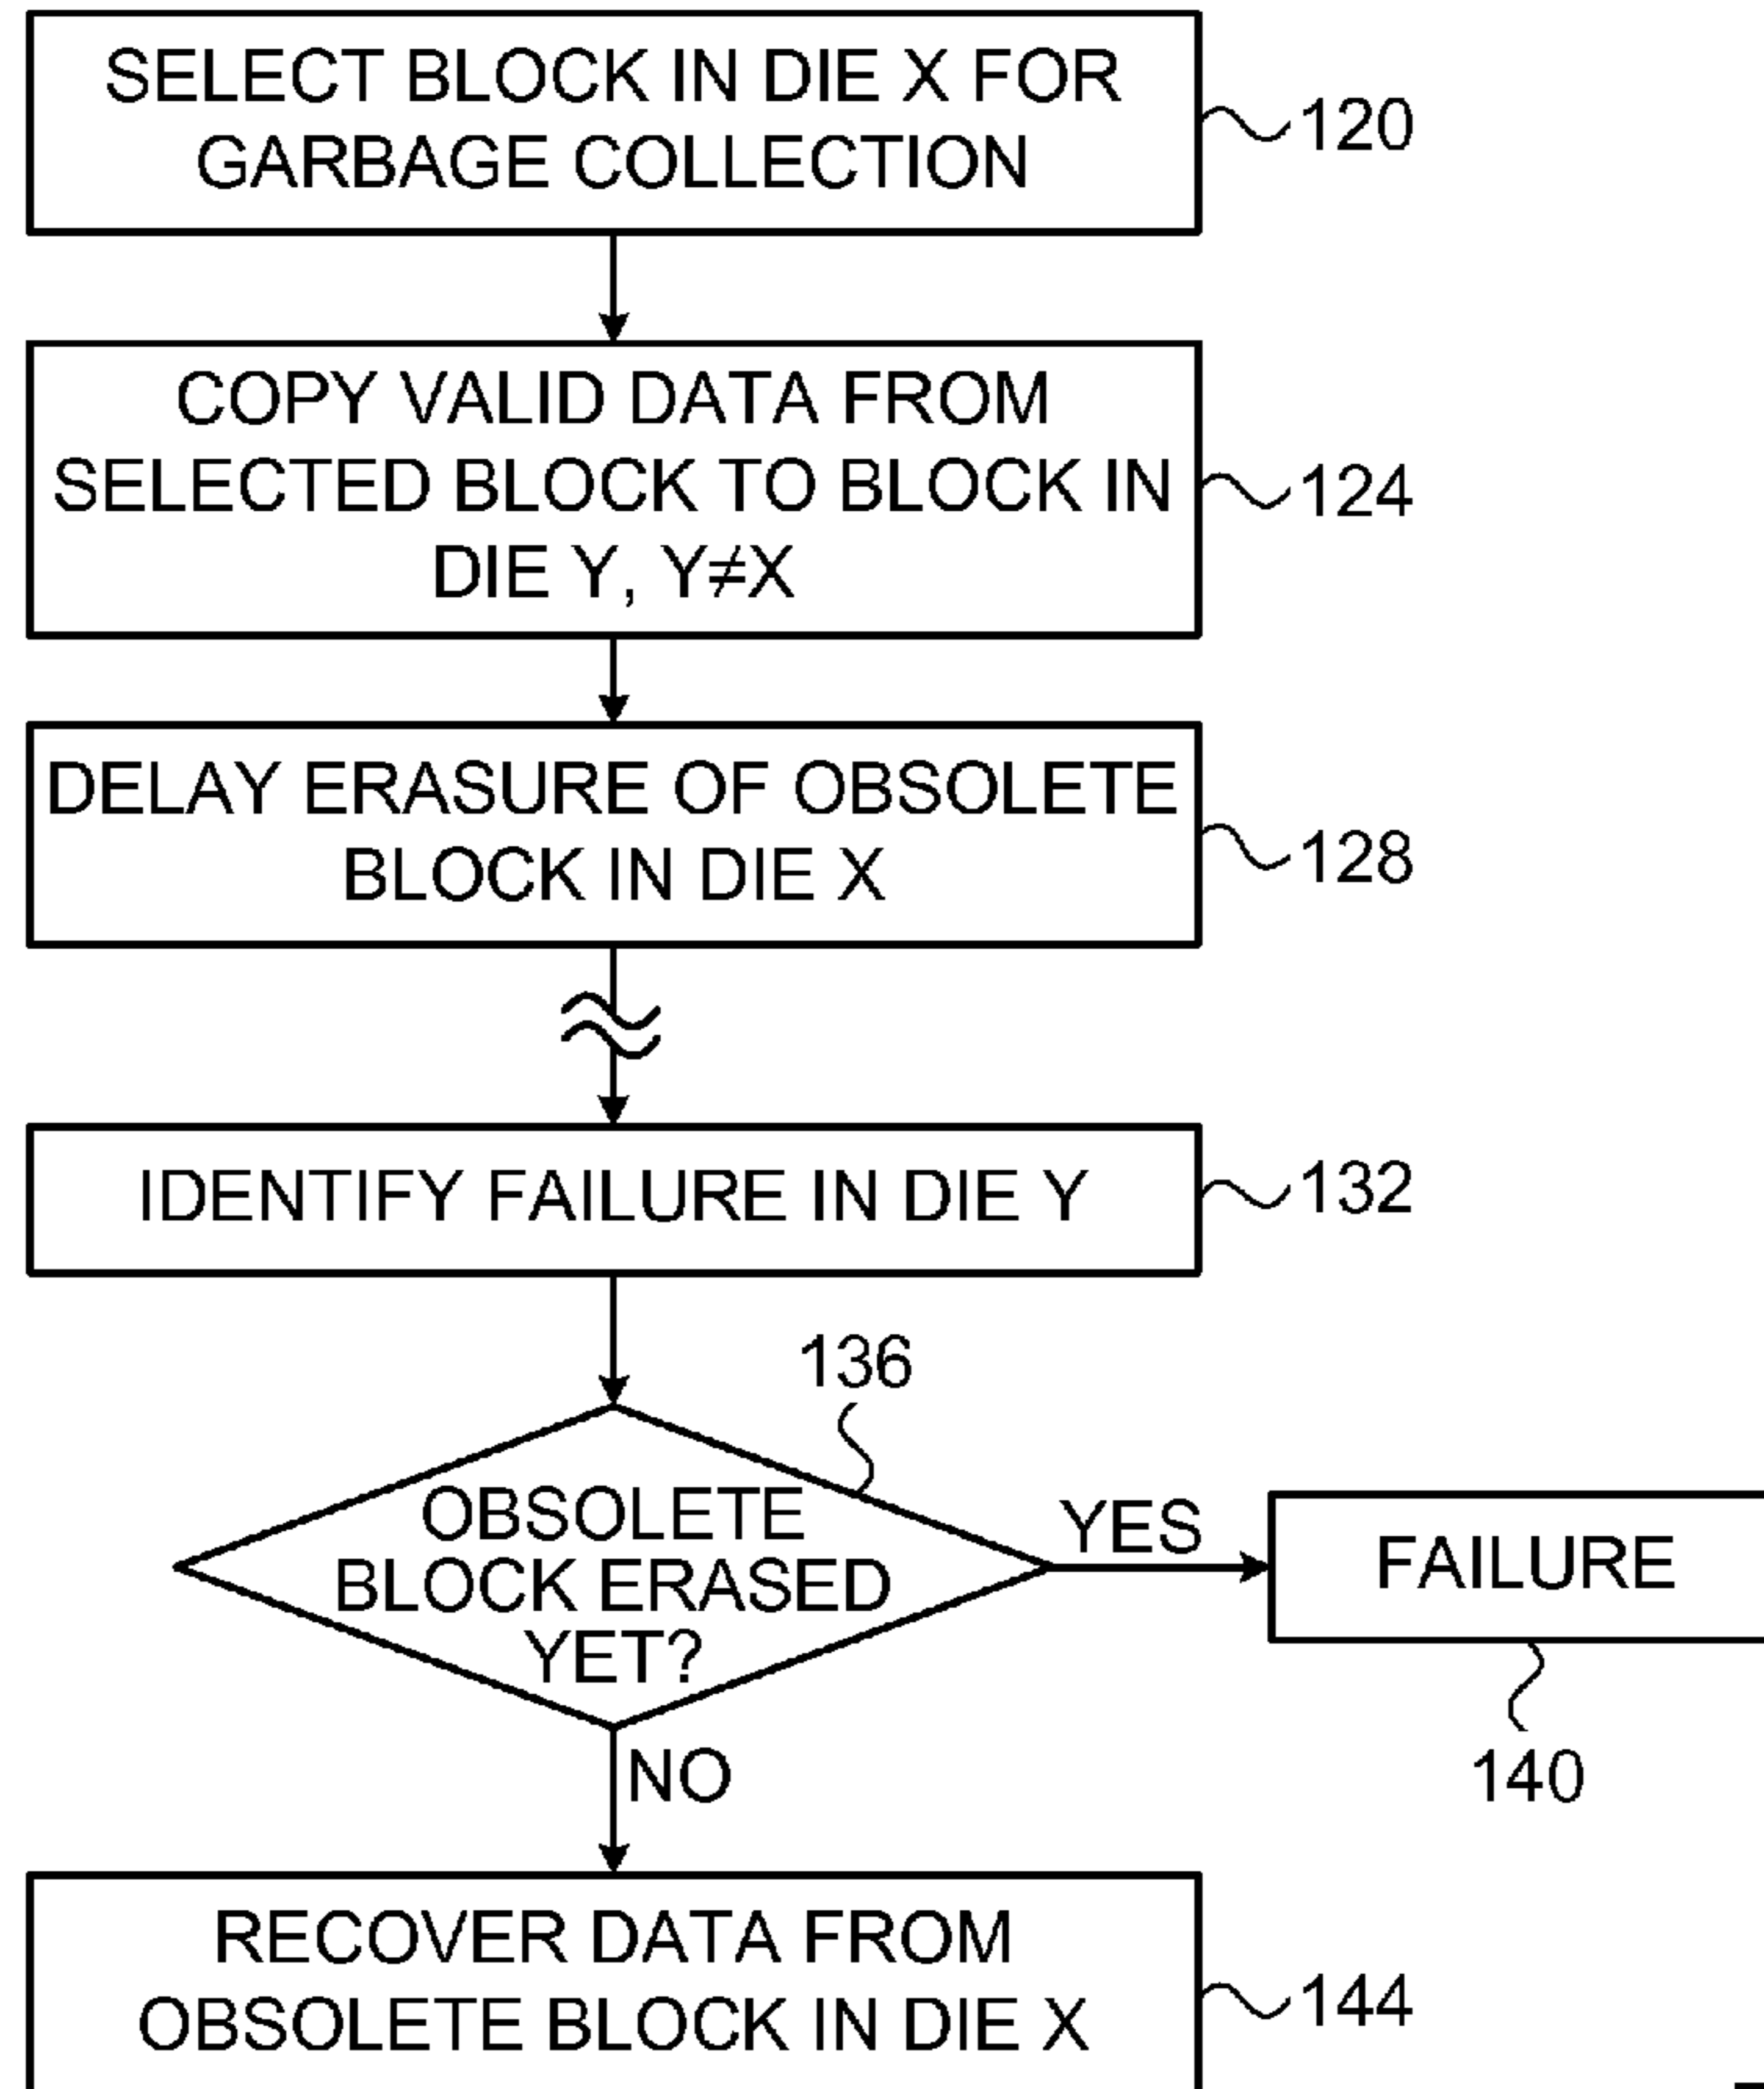 SELECT BLOCK IN DIE X FOR
GARBAGE COLLECTION
120
COPY VALID DATA FROM
SELECTED BLOCK TO BLOCK IN
DIE Y, Y≠X
124
DELAY ERASURE OF OBSOLETE
BLOCK IN DIE X
128
IDENTIFY FAILURE IN DIE Y
132
136
OBSOLETE
BLOCK ERASED
YET?
YES
FAILURE
140
NO
RECOVER DATA FROM
OBSOLETE BLOCK IN DIE X
144